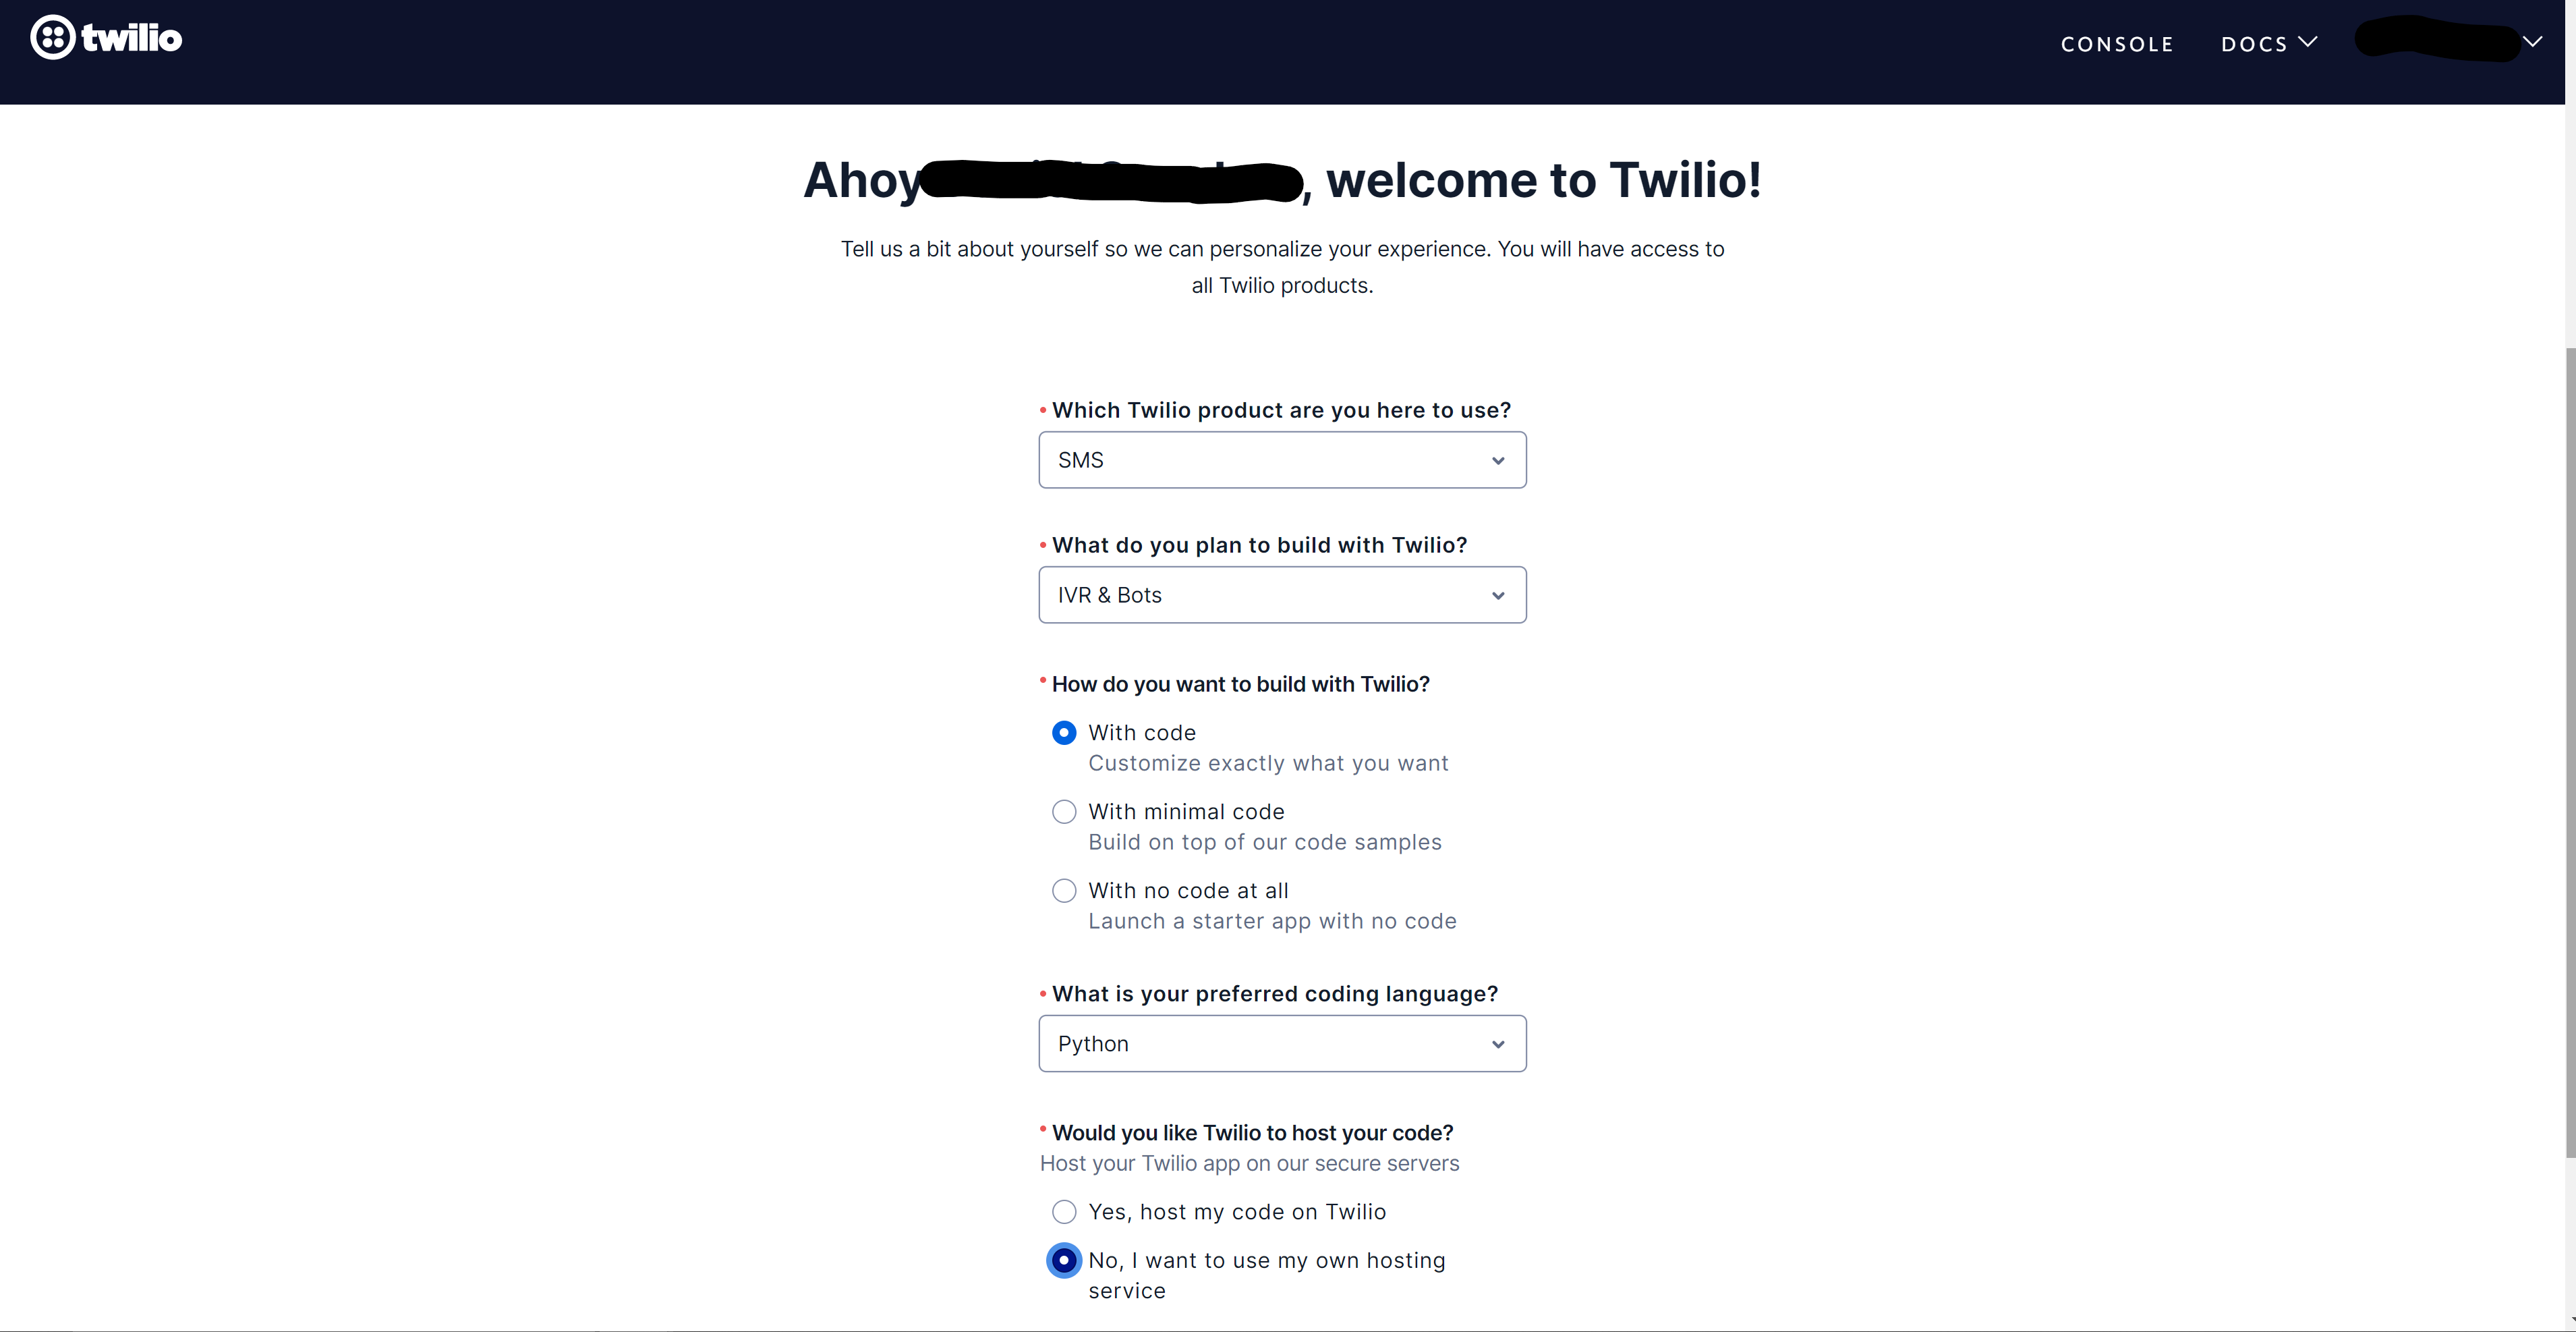 twilio
CONSOLE DOCS
Ahoy , welcome to Twilio!
Tell us a bit about yourself so we can personalize your experience. You will have access to
all Twilio products.
Which Twilio product are you here to use?
SMS
What do you plan to build with Twilio?
IVR & Bots
How do you want to build with Twilio?
With code
Customize exactly what you want
With minimal code
Build on top of our code samples
With no code at all
Launch a starter app with no code
What is your preferred coding language?
Python
Would you like Twilio to host your code?
Host your Twilio app on our secure servers
Yes, host my code on Twilio
No, I want to use my own hosting
service